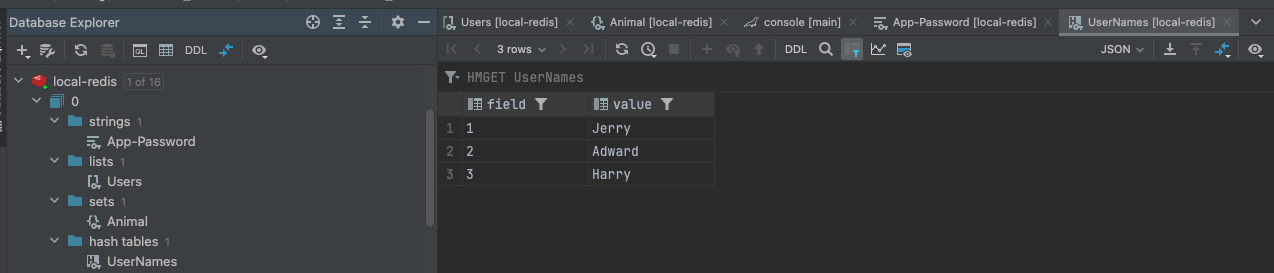 Database Explorer
Users [local-redis]
Animal [local-redis]
console [main]
App-Password [local-redis]
UserNames [local-redis]
DDL
3 rows
DDL
JSON
local-redis 1 of 16
0
strings 1
App-Password
lists 1
Users
sets 1
Animal
hash tables 1
UserNames
HMGET UserNames
field value
1 1 Jerry
2 2 Adward
3 3 Harry